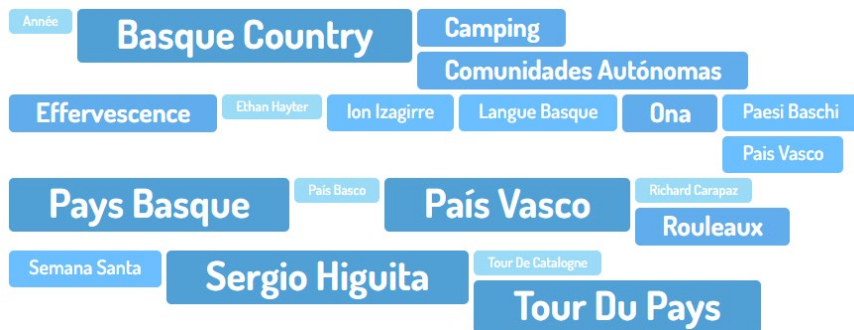 Année
Basque Country
Camping
Comunidades Autónomas
Effervescence
Ethan Hayter
Ion Izagirre
Langue Basque
Ona
Paesi Baschi
Pais Vasco
Pays Basque
País Basco
País Vasco
Richard Carapaz
Rouleaux
Semana Santa
Sergio Higuita
Tour De Catalogne
Tour Du Pays